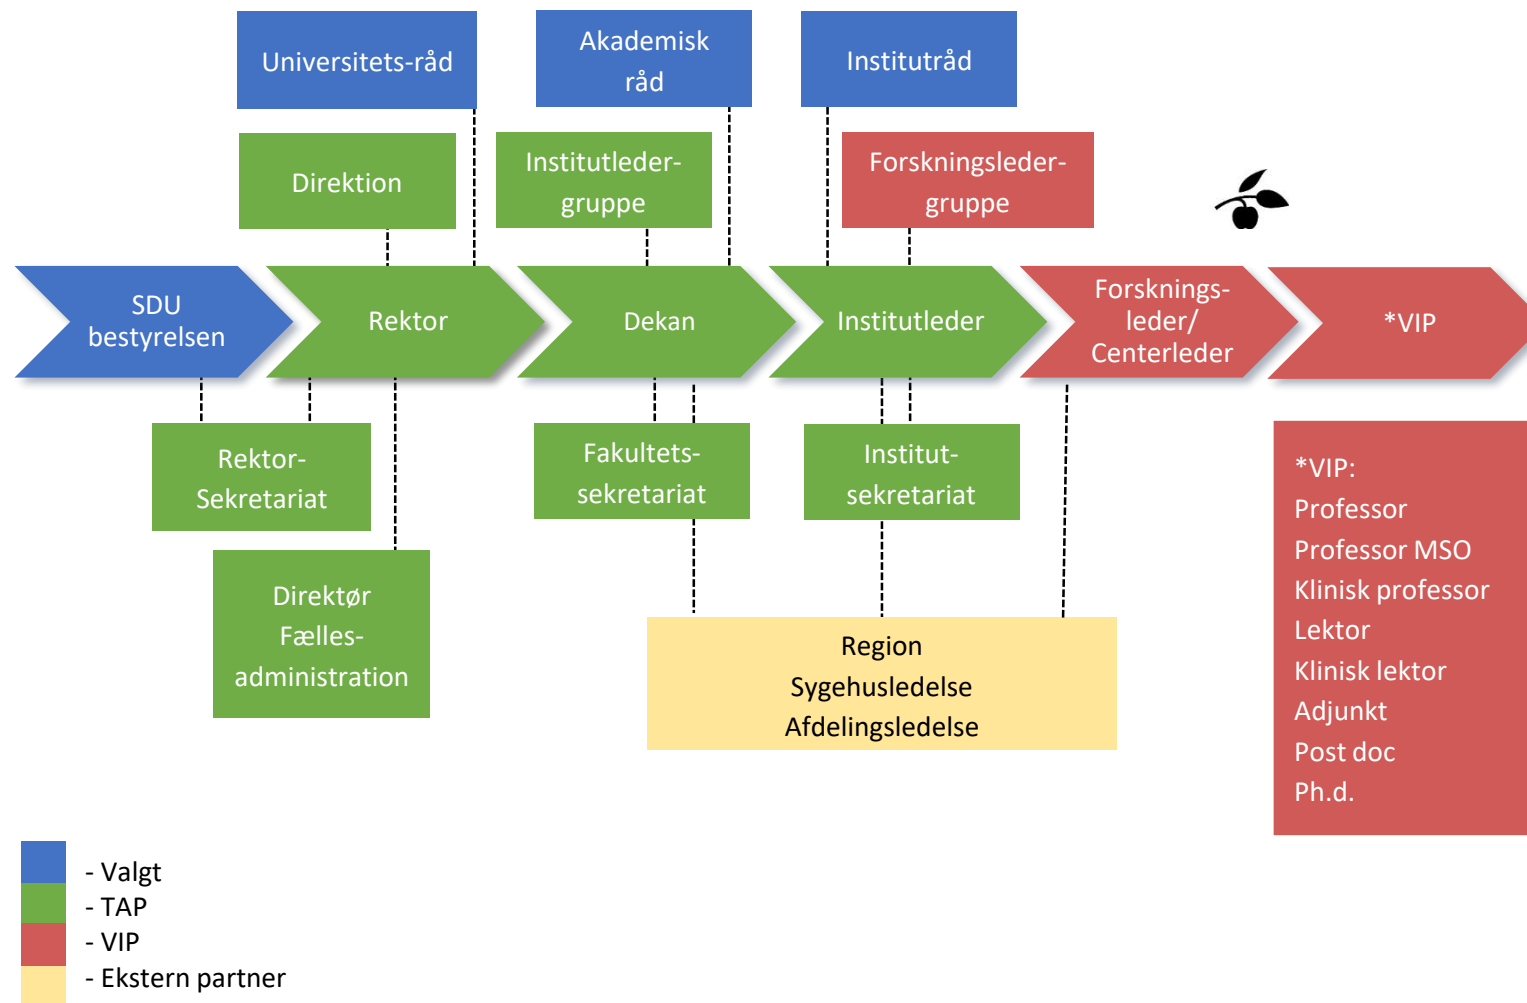 Universitets-råd
Akademisk
råd
Institutråd
Direktion
Institutleder-
gruppe
Forskningsleder-
gruppe
SDU
bestyrelsen
Rektor
Dekan
Institutleder
Forsknings-
leder/
Centerleder
*VIP
Rektor-
Sekretariat
Fakultets-
sekretariat
Institut-
sekretariat
Direktør
Fælles-
administration
Region
Sygehusledelse
Afdelingsledelse
*VIP:
Professor
Professor MSO
Klinisk professor
Lektor
Klinisk lektor
Adjunkt
Post doc
Ph.d.
- Valgt
- TAP
- VIP
- Ekstern partner